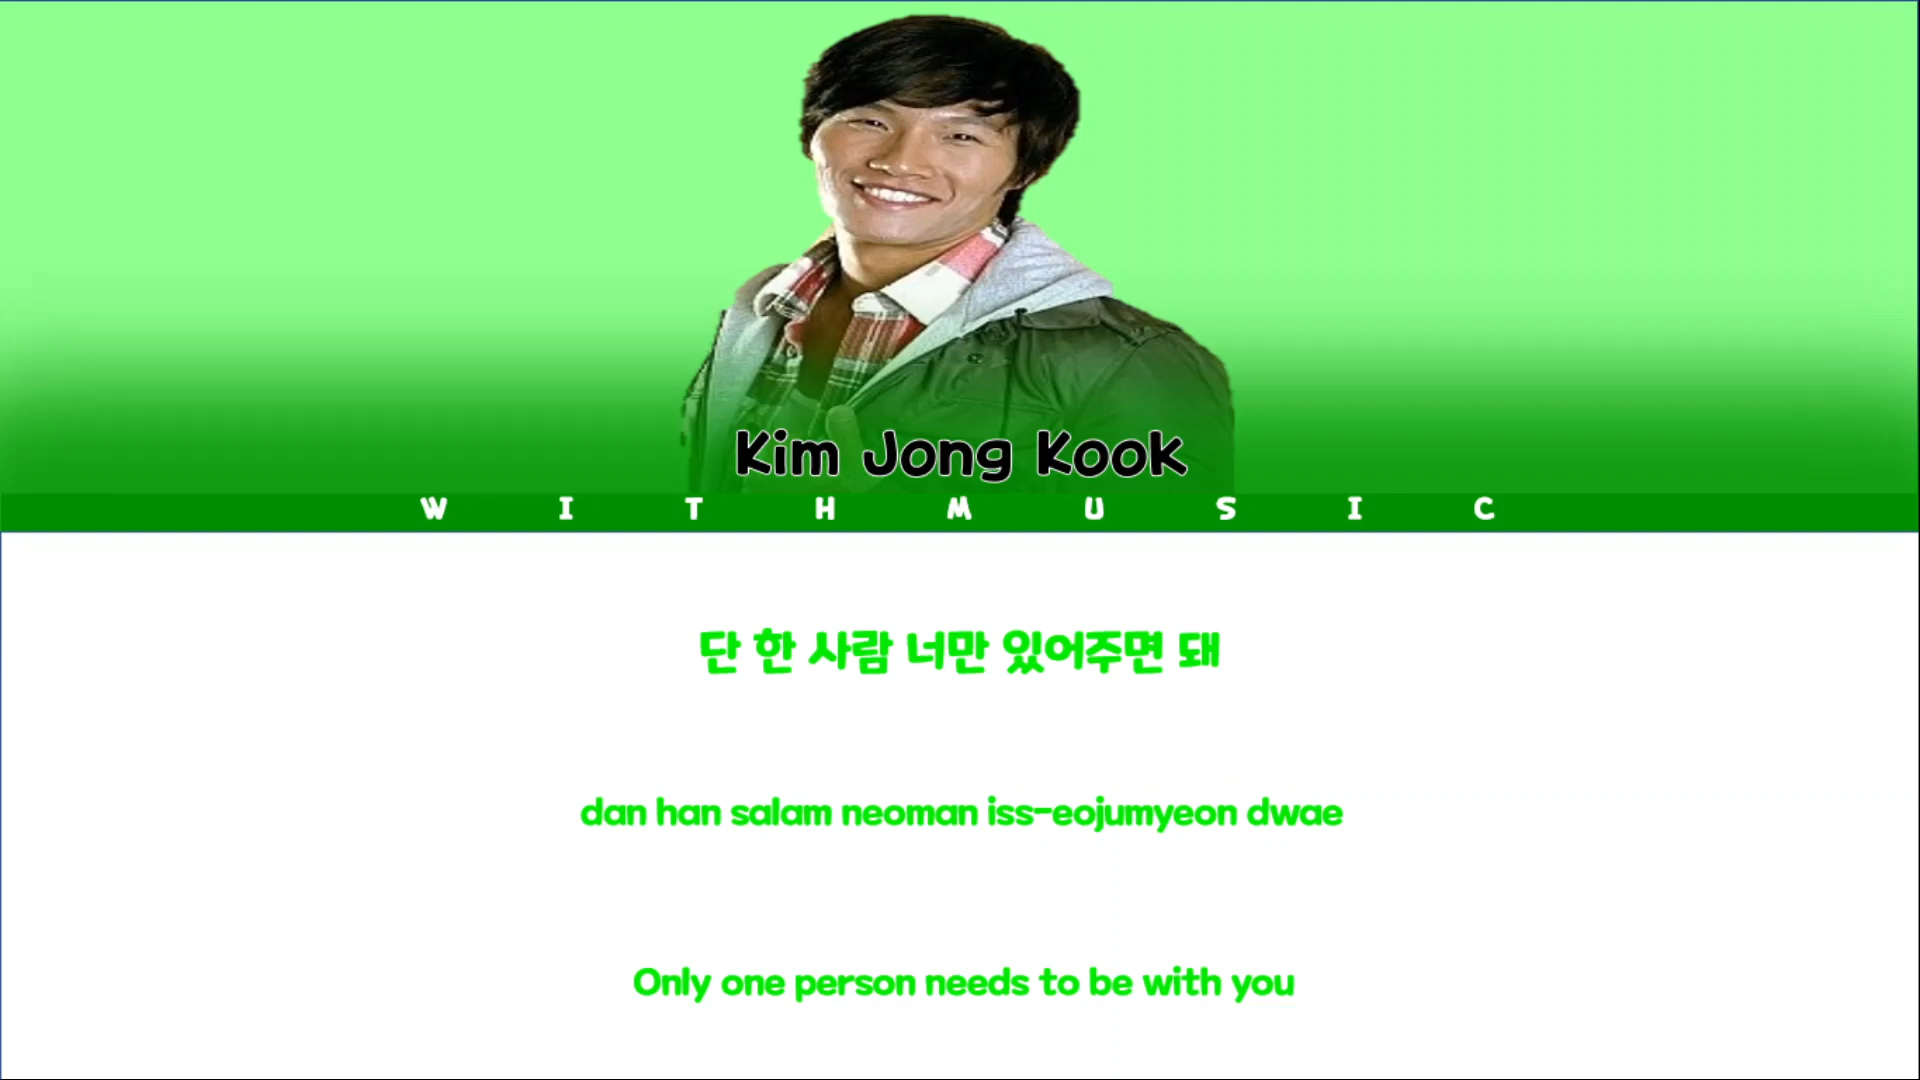 Kim Jong Kook
W I T H M U S I C
단 한 사람 너만 있어주면 돼
dan han salam neoman iss-eojumyeon dwae
Only one person needs to be with you